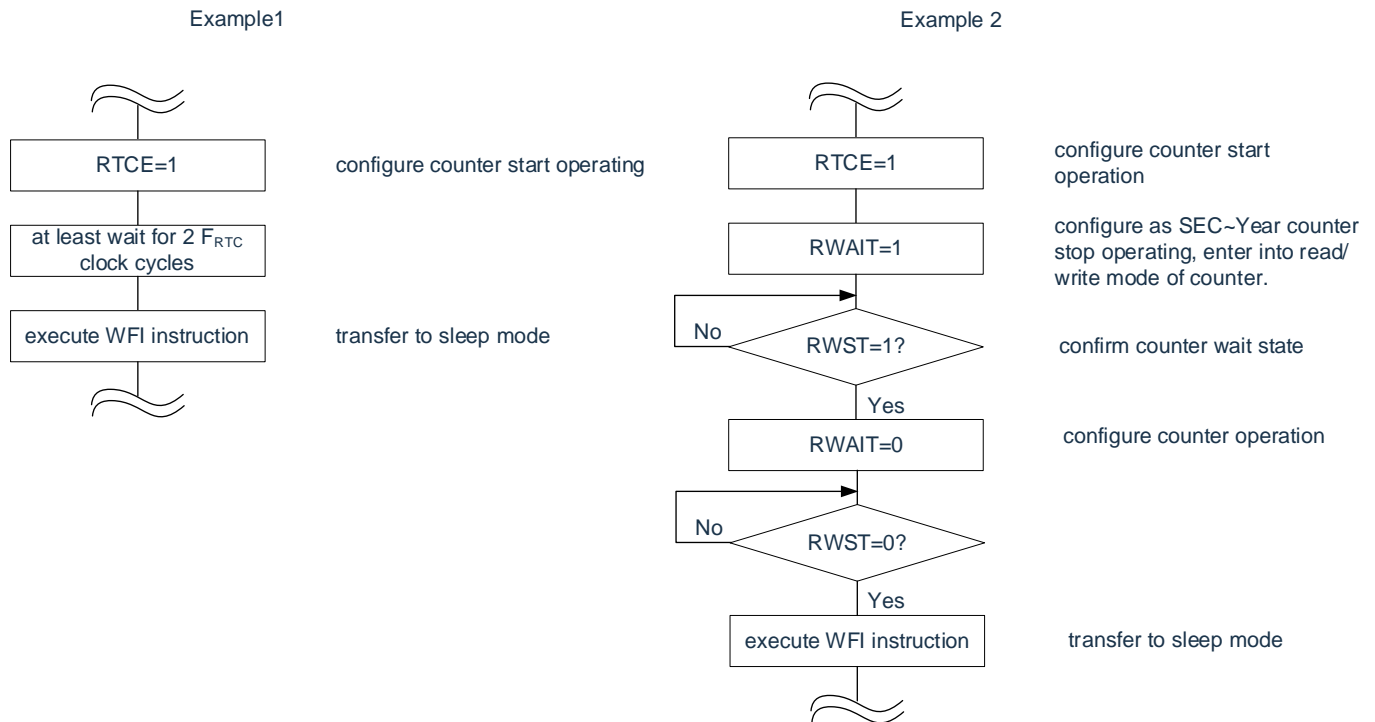 Example1
RTCE=1
configure counter start operating
at least wait for 2 FRTC
clock cycles
execute WFI instruction
transfer to sleep mode
Example 2
RTCE=1
configure counter start
operation
RWAIT=1
configure as SEC~Year counter
stop operating, enter into read/
write mode of counter.
No
RWST=1?
confirm counter wait state
Yes
RWAIT=0
configure counter operation
No
RWST=0?
Yes
execute WFI instruction
transfer to sleep mode